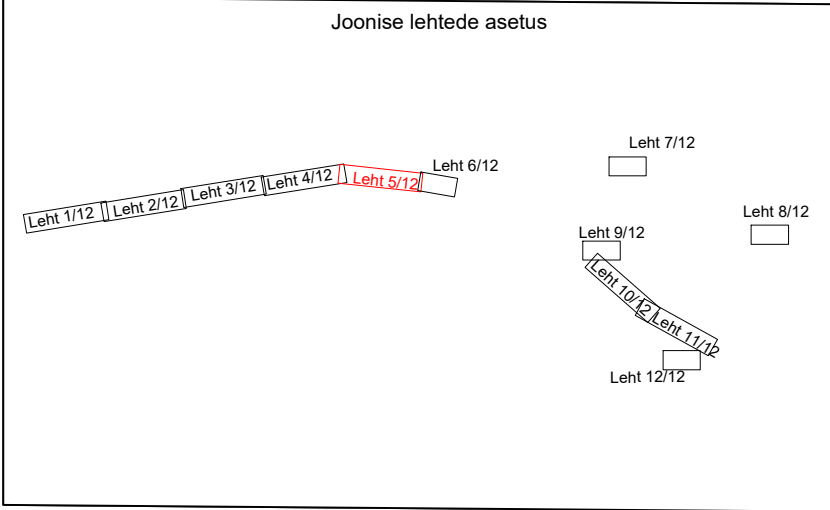 Joonise lehtede asetus
Leht 1/12
Leht 2/12
Leht 3/12
Leht 4/12
Leht 5/12
Leht 6/12
Leht 7/12
Leht 8/12
Leht 9/12
Leht 10/12
Leht 11/12
Leht 12/12